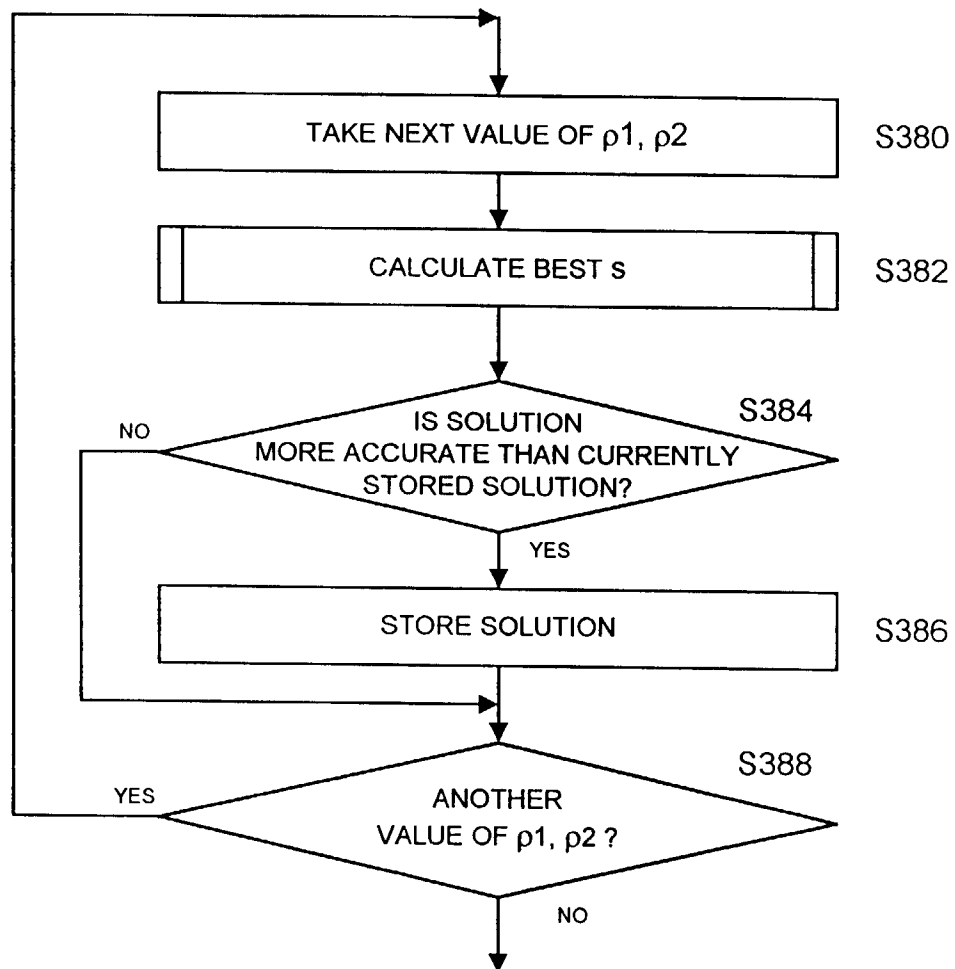 TAKE NEXT VALUE OF ρ1, ρ2
S380
CALCULATE BEST s
S382
S384
NO
IS SOLUTION
MORE ACCURATE THAN CURRENTLY
STORED SOLUTION?
YES
STORE SOLUTION
S386
S388
YES
ANOTHER
VALUE OF ρ1, ρ2 ?
NO